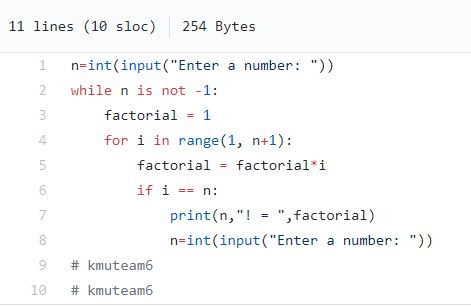 11 lines (10 sloc) 254 Bytes
1 n=int(input("Enter a number: "))
2 while n is not -1:
3     factorial = 1
4     for i in range(1, n+1):
5         factorial = factorial*i
6         if i == n:
7             print(n,"! = ",factorial)
8             n=int(input("Enter a number: "))
9 # kmuteam6
10 # kmuteam6